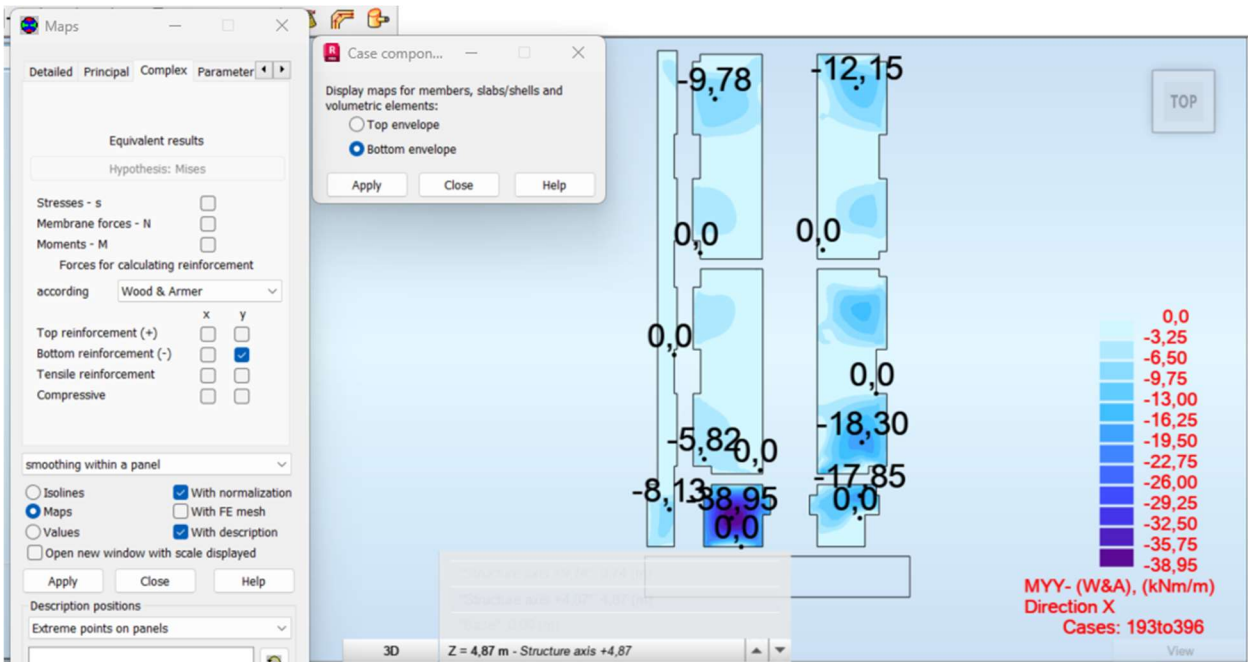 Maps
Detailed Principal Complex Parameter
Equivalent results
Hypothesis: Mises
Stresses - s
Membrane forces - N
Moments - M
Forces for calculating reinforcement
according Wood & Armer
x y
Top reinforcement (+)
Bottom reinforcement (-)
Tensile reinforcement
Compressive
smoothing within a panel
Isolines With normalization
Maps With FE mesh
Values With description
Open new window with scale displayed
Apply Close Help
Description positions
Extreme points on panels
Case compon...
Display maps for members, slabs/shells and
volumetric elements:
Top envelope
Bottom envelope
Apply Close Help
-9,78 -12,15
0,0 0,0
0,0
0,0
-18,30
-5,82 0,0
-17,85
-8,13 -38,95 0,0
0,0
TOP
0,0
-3,25
-6,50
-9,75
-13,00
-16,25
-19,50
-22,75
-26,00
-29,25
-32,50
-35,75
-38,95
MYY- (W&A), (kNm/m)
Direction X
Cases: 193to396
3D Z = 4,87 m - Structure axis +4,87
View